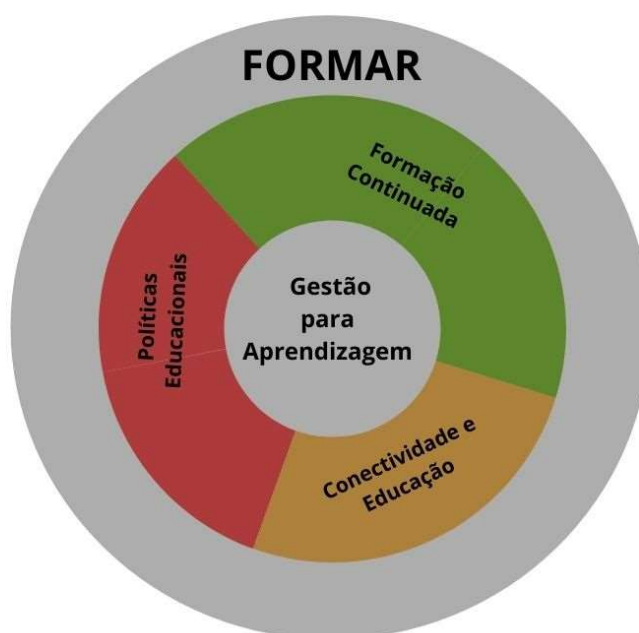 FORMAR
Formação
Continuada
Políticas
Educacionais
Gestão
para
Aprendizagem
Conectividade e
Educação